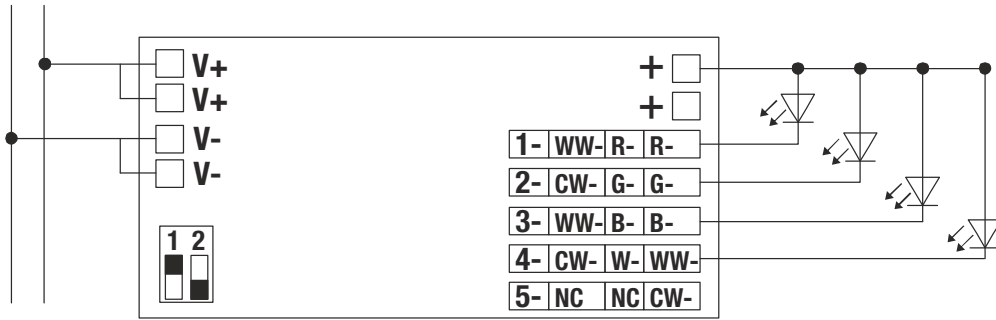 V+
V+
V-
V-
1 2
+
+
1- WW- R- R-
2- CW- G- G-
3- WW- B- B-
4- CW- W- WW-
5- NC NC CW-